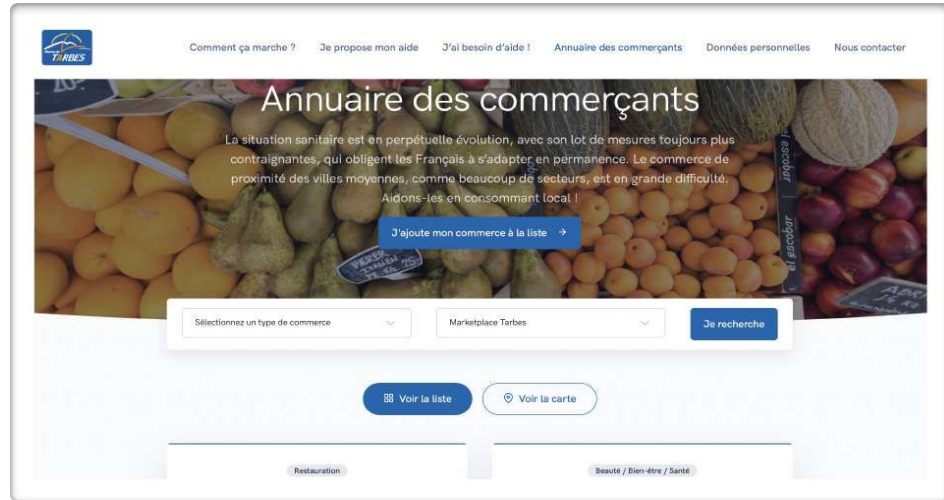 TARBES
Comment ça marche ? Je propose mon aide J'ai besoin d'aide ! Annuaire des commerçants Données personnelles Nous contacter
Annuaire des commerçants
La situation sanitaire est en perpétuelle évolution, avec son lot de mesures toujours plus
contraignantes, qui obligent les Français à s'adapter en permanence. Le commerce de
proximité des villes moyennes, comme beaucoup de secteurs, est en grande difficulté.
Aidons-les en consommant local !
J'ajoute mon commerce à la liste →
el escobar
el escobar
Sélectionnez un type de commerce Marketplace Tarbes Je recherche
Voir la liste Voir la carte
Restauration Beauté / Bien-être / Santé